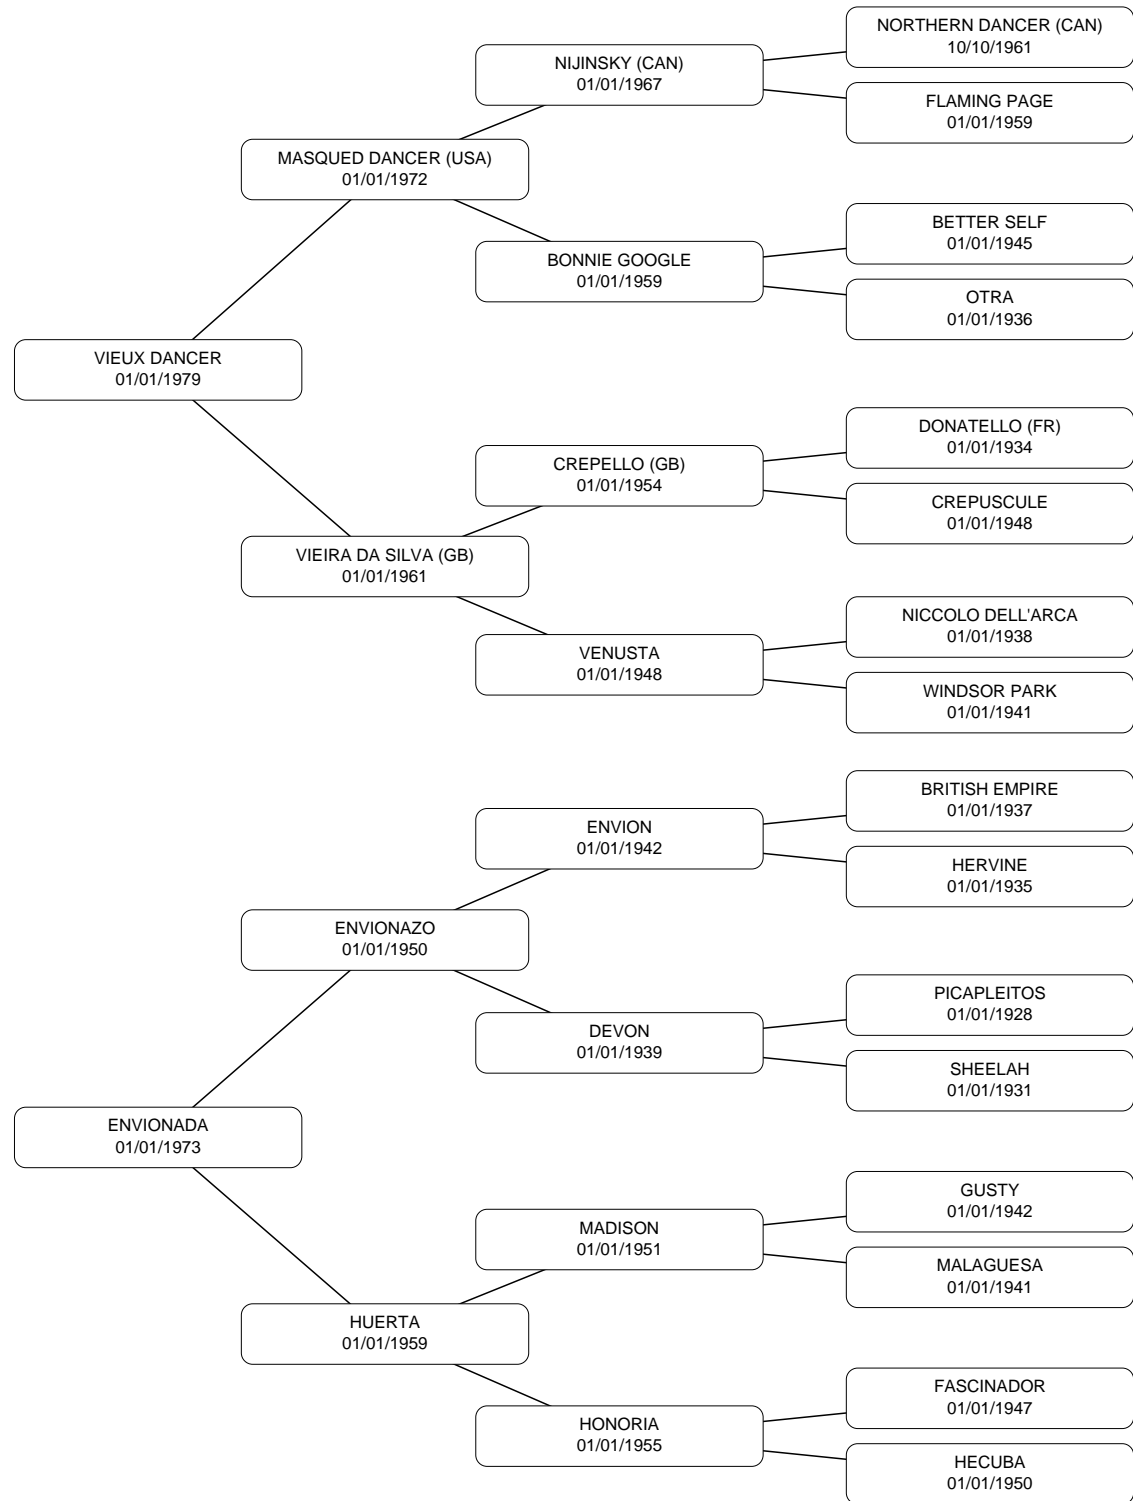 NORTHERN DANCER (CAN)
10/10/1961
NIJINSKY (CAN)
01/01/1967
FLAMING PAGE
01/01/1959
MASQUED DANCER (USA)
01/01/1972
BETTER SELF
01/01/1945
BONNIE GOOGLE
01/01/1959
OTRA
01/01/1936
VIEUX DANCER
01/01/1979
DONATELLO (FR)
01/01/1934
CREPELLO (GB)
01/01/1954
CREPUSCULE
01/01/1948
VIEIRA DA SILVA (GB)
01/01/1961
NICCOLO DELL'ARCA
01/01/1938
VENUSTA
01/01/1948
WINDSOR PARK
01/01/1941
BRITISH EMPIRE
01/01/1937
ENVION
01/01/1942
HERVINE
01/01/1935
ENVIONAZO
01/01/1950
PICAPLEITOS
01/01/1928
DEVON
01/01/1939
SHEELAH
01/01/1931
ENVIONADA
01/01/1973
GUSTY
01/01/1942
MADISON
01/01/1951
MALAGUESA
01/01/1941
HUERTA
01/01/1959
FASCINADOR
01/01/1947
HONORIA
01/01/1955
HECUBA
01/01/1950